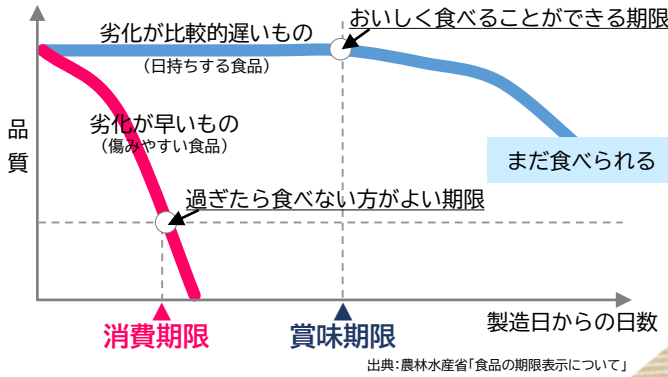 おいしく食べることができる期限
劣化が比較的遅いもの
（日持ちする食品）
品質
劣化が早いもの
（傷みやすい食品）
まだ食べられる
過ぎたら食べない方がよい期限
消費期限
賞味期限
製造日からの日数
出典：農林水産省「食品の期限表示について」